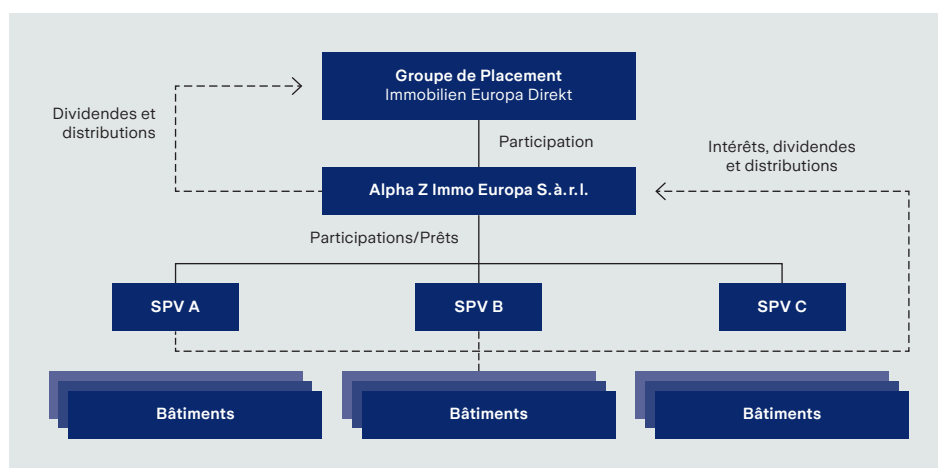 Groupe de Placement
Immobilien Europa Direkt
Dividendes et
distributions
Participation
Intérêts, dividendes
et distributions
Alpha Z Immo Europa S.à.r.l.
Participations/Prêts
SPV A
SPV B
SPV C
Bâtiments
Bâtiments
Bâtiments